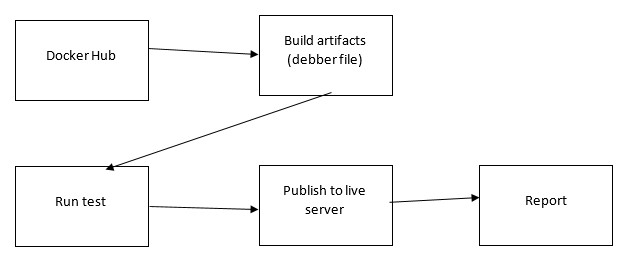 Docker Hub
Build artifacts
(debber file)
Run test
Publish to live
server
Report